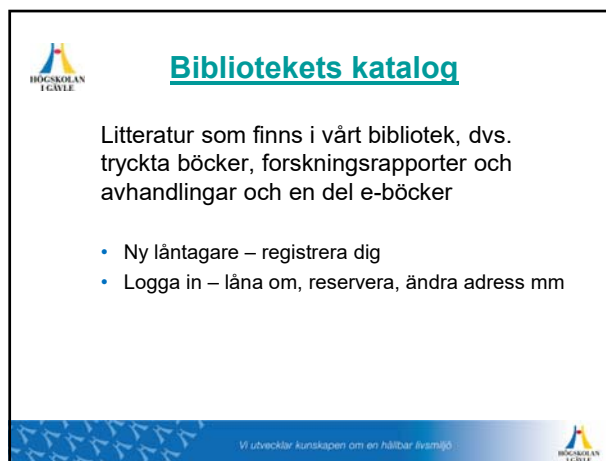 HÖGSKOLAN
I GÄVLE
Bibliotekets katalog
Litteratur som finns i vårt bibliotek, dvs.
tryckta böcker, forskningsrapporter och
avhandlingar och en del e-böcker
• Ny låntagare – registrera dig
• Logga in – låna om, reservera, ändra adress mm
Vi utvecklar kunskapen om en hållbar livsmiljö
HÖGSKOLAN
I GÄVLE